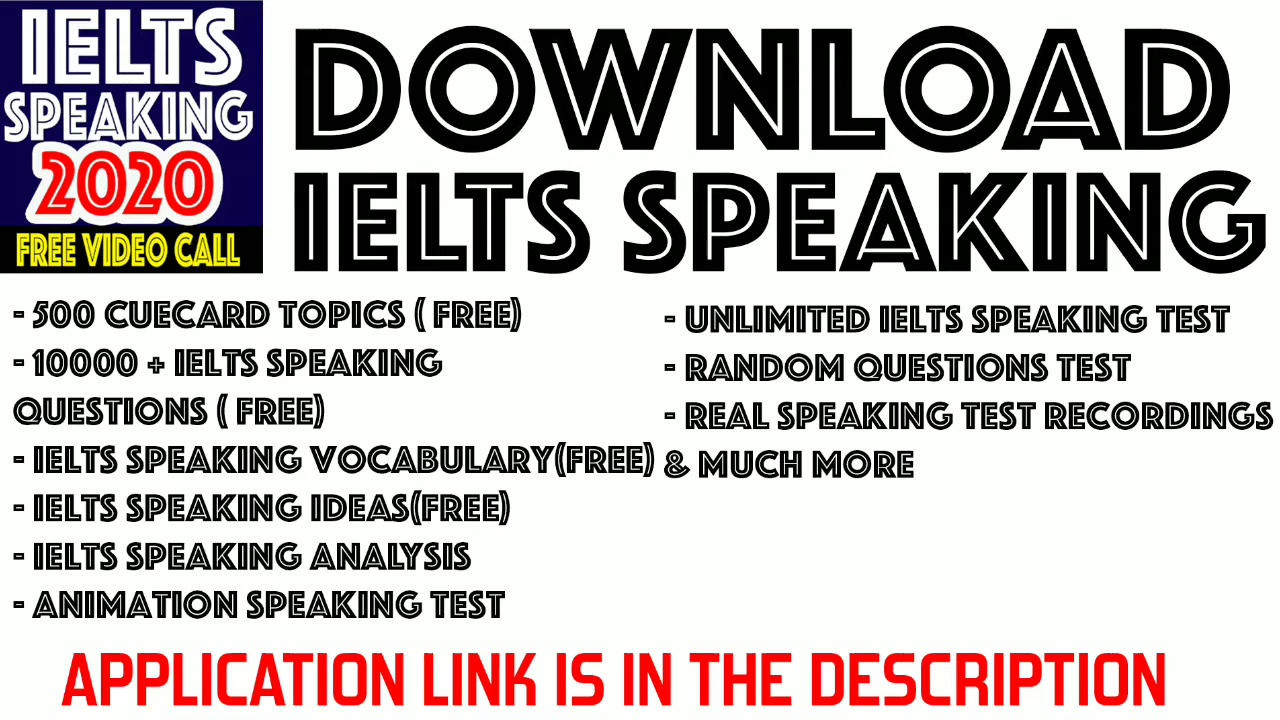 IELTS
SPEAKING
2020
FREE VIDEO CALL
DOWNLOAD
IELTS SPEAKING
- 500 CUECARD TOPICS ( FREE)
- 10000 + IELTS SPEAKING
QUESTIONS ( FREE)
- IELTS SPEAKING VOCABULARY(FREE)
- IELTS SPEAKING IDEAS(FREE)
- IELTS SPEAKING ANALYSIS
- ANIMATION SPEAKING TEST
- UNLIMITED IELTS SPEAKING TEST
- RANDOM QUESTIONS TEST
- REAL SPEAKING TEST RECORDINGS
& MUCH MORE
APPLICATION LINK IS IN THE DESCRIPTION